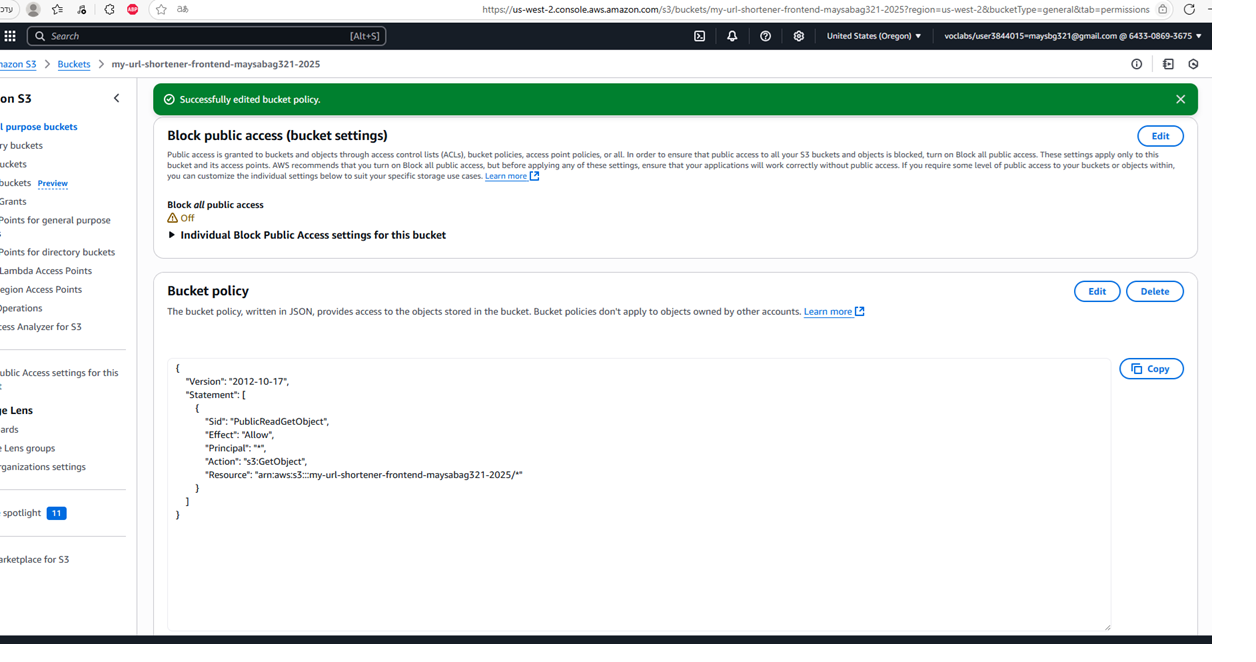 https://us-west-2.console.aws.amazon.com/s3/buckets/my-url-shortener-frontend-maysabag321-2025?region=us-west-2&bucketType=general&tab=permissions
Search [Alt+S] United States (Oregon) voclabs/user3844015=maysbg321@gmail.com @ 6433-0869-3675
mazon S3 > Buckets > my-url-shortener-frontend-maysabag321-2025
on S3
l purpose buckets
ry buckets
uckets
buckets Preview
Grants
Points for general purpose
s
Points for directory buckets
Lambda Access Points
egion Access Points
Operations
cess Analyzer for S3
ublic Access settings for this
t
ge Lens
ards
e Lens groups
rganizations settings
spotlight 11
arketplace for S3
Successfully edited bucket policy.
Block public access (bucket settings)
Edit
Public access is granted to buckets and objects through access control lists (ACLs), bucket policies, access point policies, or all. In order to ensure that public access to all your S3 buckets and objects is blocked, turn on Block all public access. These settings apply only to this
bucket and its access points. AWS recommends that you turn on Block all public access, but before applying any of these settings, ensure that your applications will work correctly without public access. If you require some level of public access to your buckets or objects within,
you can customize the individual settings below to suit your specific storage use cases. Learn more
Block all public access
Off
Individual Block Public Access settings for this bucket
Bucket policy
Edit Delete
The bucket policy, written in JSON, provides access to the objects stored in the bucket. Bucket policies don't apply to objects owned by other accounts. Learn more
Copy
{
"Version": "2012-10-17",
"Statement": [
{
"Sid": "PublicReadGetObject",
"Effect": "Allow",
"Principal": "*",
"Action": "s3:GetObject",
"Resource": "arn:aws:s3:::my-url-shortener-frontend-maysabag321-2025/*"
}
]
}